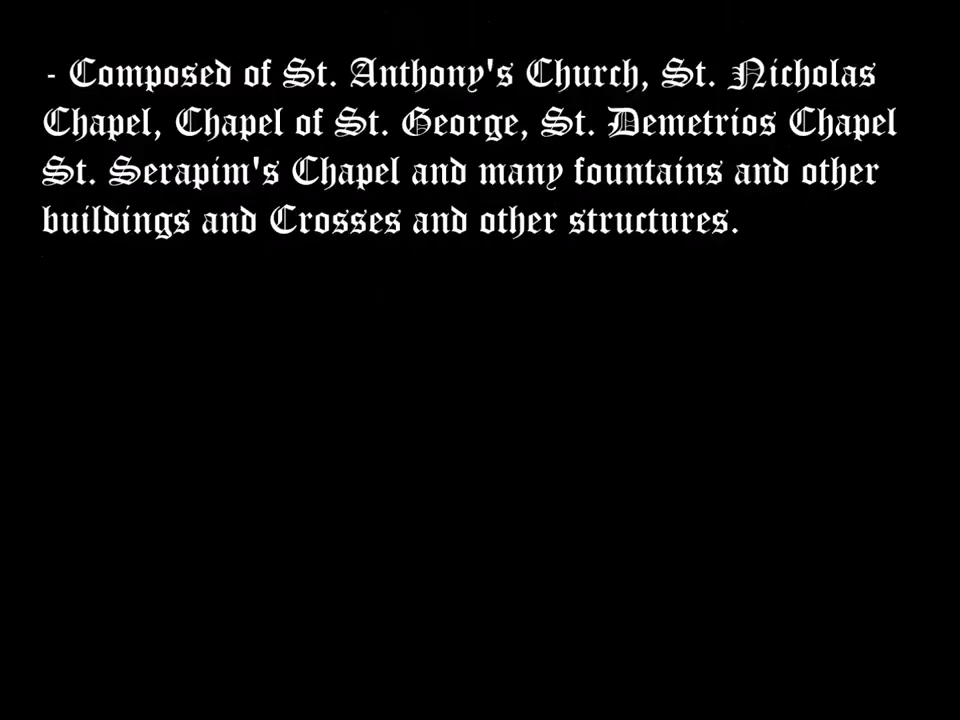 - Composed of St. Anthony's Church, St. Nicholas
Chapel, Chapel of St. George, St. Demetrios Chapel
St. Serapim's Chapel and many fountains and other
buildings and Crosses and other structures.